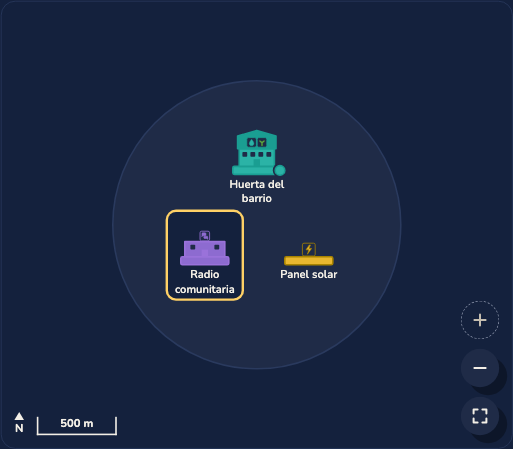 Huerta del
barrio
Radio
comunitaria
Panel solar
N
500 m